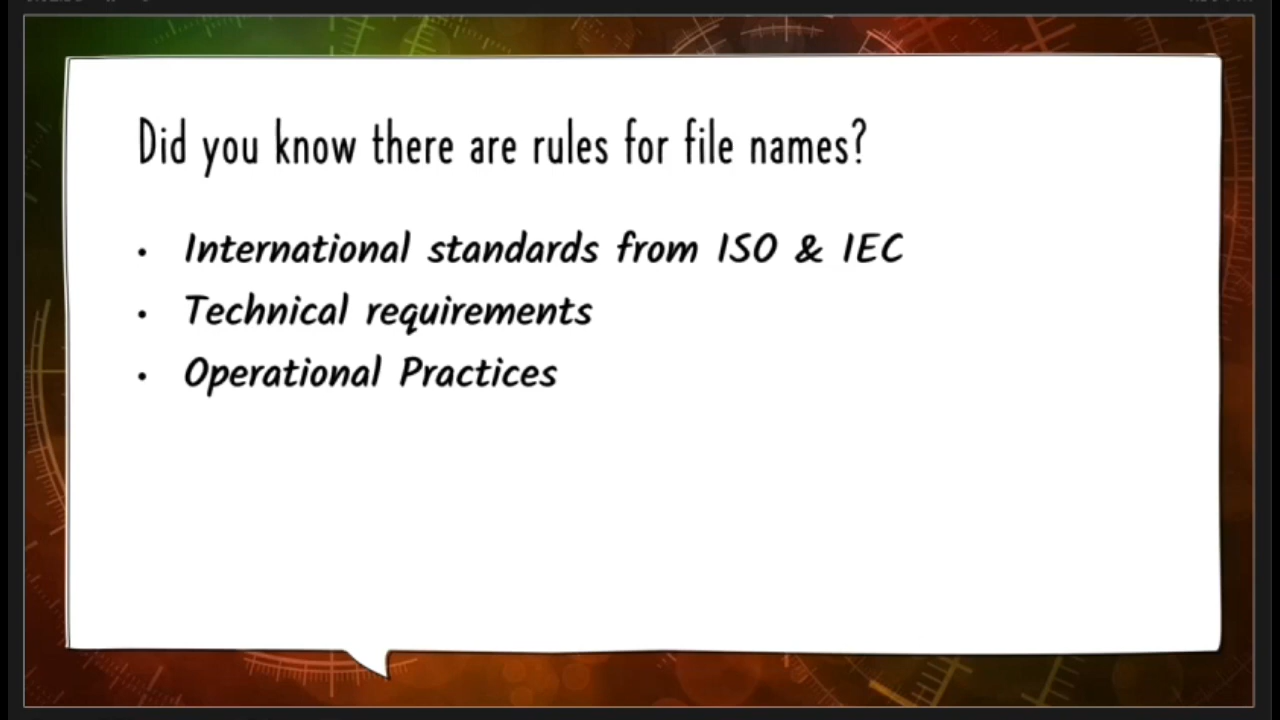 Did you know there are rules for file names?
• International standards from ISO & IEC
• Technical requirements
• Operational Practices